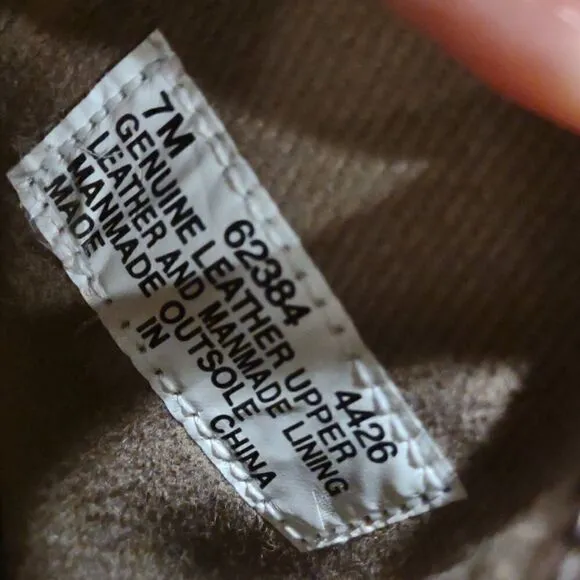 7M 62384 4426
GENUINE LEATHER UPPER
LEATHER AND MANMADE LINING
MANMADE OUTSOLE
MADE IN CHINA